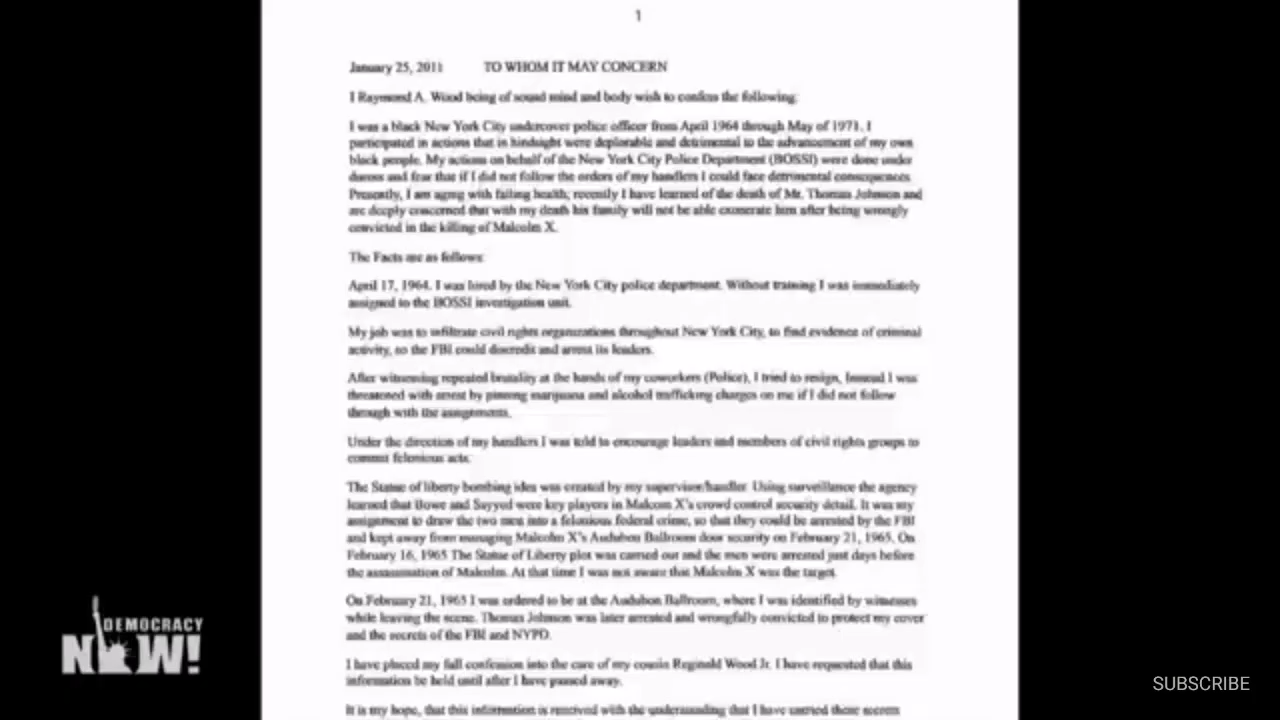 1
January 25, 2011 TO WHOM IT MAY CONCERN
I Raymond A. Wood being of sound mind and body wish to confess the following:
I was a black New York City undercover police officer from April 1964 through May of 1971. I
participated in actions that in hindsight were deplorable and detrimental to the advancement of my own
black people. My actions on behalf of the New York City Police Department (BOSSI) were done under
duress and fear that if I did not follow the orders of my handlers I could face detrimental consequences.
Presently, I am aging with failing health; recently I have learned of the death of Mr. Thomas Johnson and
are deeply concerned that with my death his family will not be able exonerate him after being wrongly
convicted in the killing of Malcolm X.
The Facts are as follows:
April 17, 1964. I was hired by the New York City police department. Without training I was immediately
assigned to the BOSSI investigation unit.
My job was to infiltrate civil rights organizations throughout New York City, to find evidence of criminal
activity, so the FBI could discredit and arrest its leaders.
After witnessing repeated brutality at the hands of my coworkers (Police), I tried to resign, Instead I was
threatened with arrest by pinning marijuana and alcohol trafficking charges on me if I did not follow
through with the assignments.
Under the direction of my handlers I was told to encourage leaders and members of civil rights groups to
commit felonious acts.
The Statue of liberty bombing idea was created by my supervisor/handler. Using surveillance the agency
learned that Bowe and Sayyed were key players in Malcom X's crowd control security detail. It was my
assignment to draw the two men into a felonious federal crime, so that they could be arrested by the FBI
and kept away from managing Malcolm X's Audubon Ballroom door security on February 21, 1965. On
February 16, 1965 The Statue of Liberty plot was carried out and the men were arrested just days before
the assassination of Malcolm. At that time I was not aware that Malcolm X was the target.
On February 21, 1965 I was ordered to be at the Audubon Ballroom, where I was identified by witnesses
while leaving the scene. Thomas Johnson was later arrested and wrongfully convicted to protect my cover
and the secrets of the FBI and NYPD.
I have placed my full confession into the care of my cousin Reginald Wood Jr. I have requested that this
information be held until after I have passed away.
It is my hope, that this information is received with the understanding that I have carried these secrets
DEMOCRACY
NOW!
SUBSCRIBE